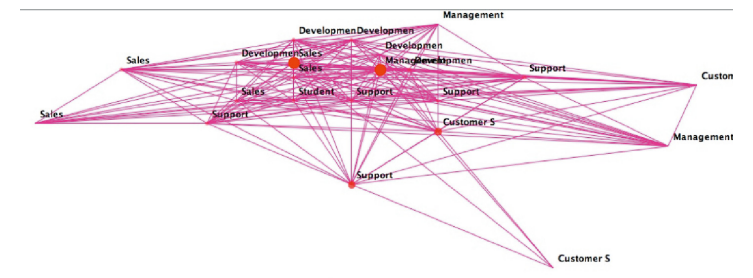 Management
Developmen
Developmen
Developmen
Sales
Developmen
Sales
Managemen
Developmen
Sales
Support
Custom
Sales
Student
Support
Support
Sales
Support
Customer S
Management
Support
Customer S